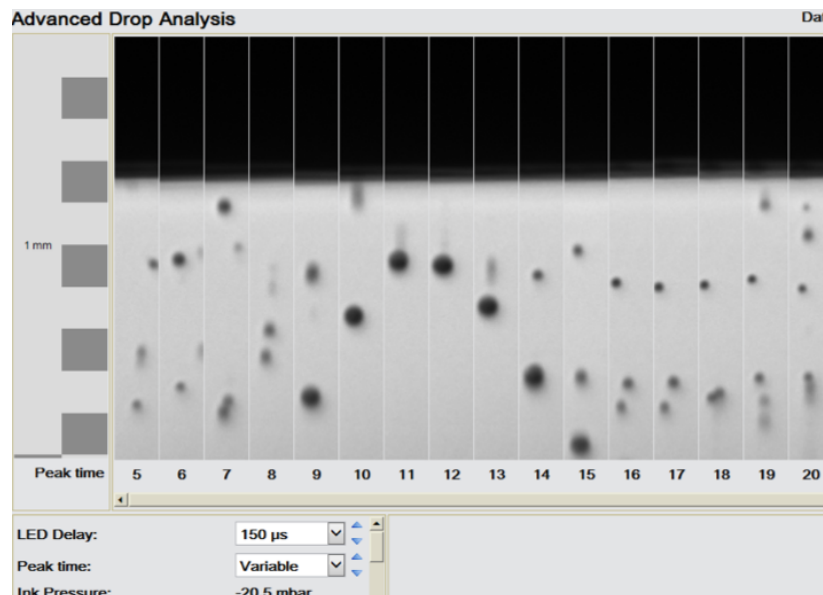 Advanced Drop Analysis
1 mm
Peak time 5 6 7 8 9 10 11 12 13 14 15 16 17 18 19 20
LED Delay: 150 µs
Peak time: Variable
Ink Pressure: -20.5 mbar